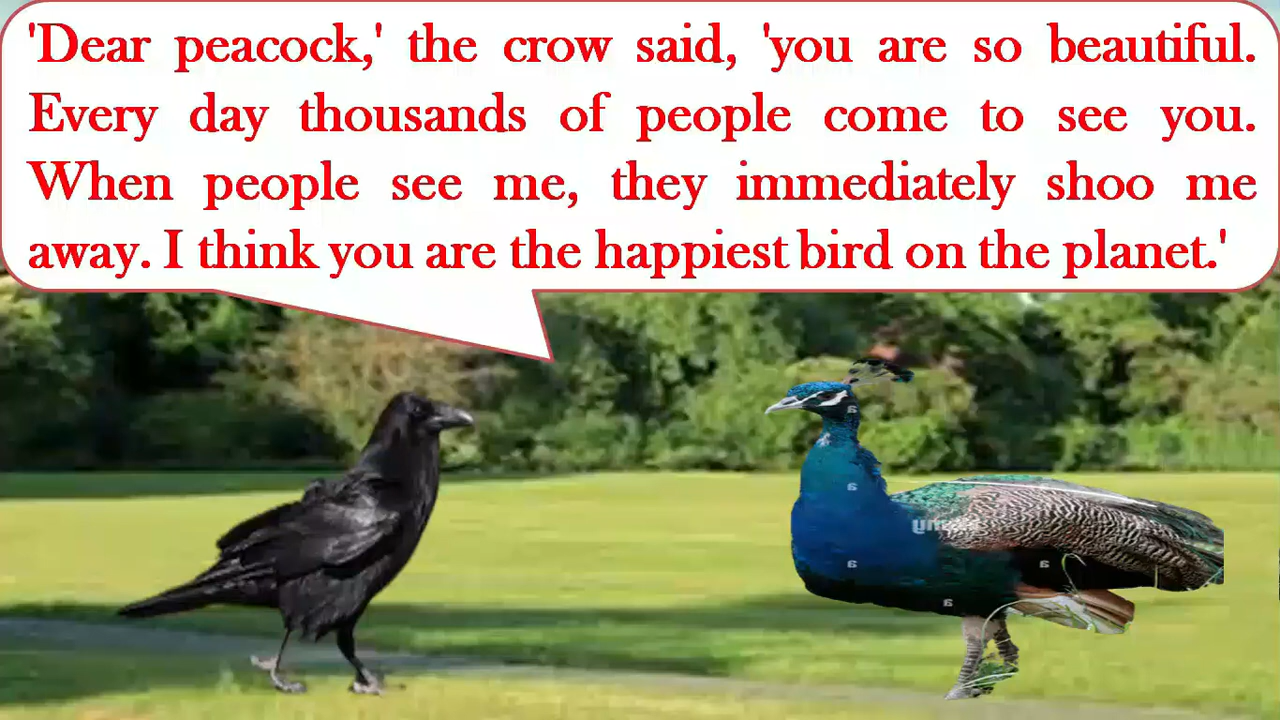 'Dear peacock,' the crow said, 'you are so beautiful.
Every day thousands of people come to see you.
When people see me, they immediately shoo me
away. I think you are the happiest bird on the planet.'
a
a
a
a
a